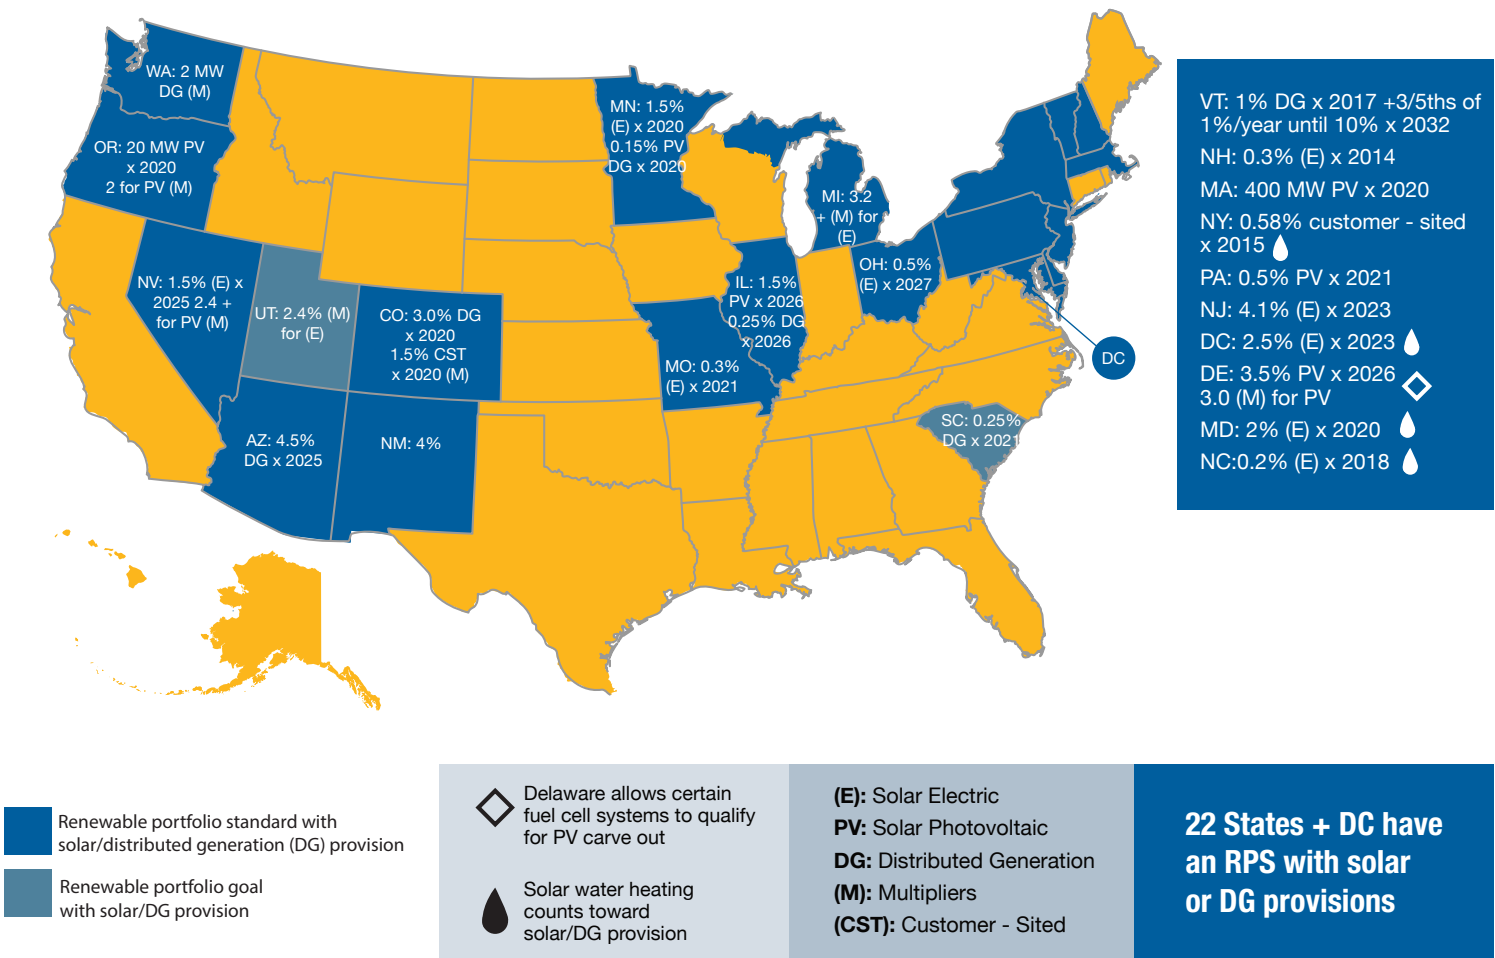 WA: 2 MW
DG (M)
OR: 20 MW PV
x 2020
2 for PV (M)
NV: 1.5% (E) x
2025 2.4 +
for PV (M)
UT: 2.4% (M)
for (E)
CO: 3.0% DG
x 2020
1.5% CST
x 2020 (M)
AZ: 4.5%
DG x 2025
NM: 4%
MN: 1.5%
(E) x 2020
0.15% PV
DG x 2020
MO: 0.3%
(E) x 2021
IL: 1.5%
PV x 2026
0.25% DG
x 2026
MI: 3.2
+ (M) for
(E)
OH: 0.5%
(E) x 2027
SC: 0.25%
DG x 2021
DC
VT: 1% DG x 2017 +3/5ths of
1%/year until 10% x 2032
NH: 0.3% (E) x 2014
MA: 400 MW PV x 2020
NY: 0.58% customer - sited
x 2015
PA: 0.5% PV x 2021
NJ: 4.1% (E) x 2023
DC: 2.5% (E) x 2023
DE: 3.5% PV x 2026
3.0 (M) for PV
MD: 2% (E) x 2020
NC:0.2% (E) x 2018
Renewable portfolio standard with
solar/distributed generation (DG) provision
Renewable portfolio goal
with solar/DG provision
Delaware allows certain
fuel cell systems to qualify
for PV carve out
Solar water heating
counts toward
solar/DG provision
(E): Solar Electric
PV: Solar Photovoltaic
DG: Distributed Generation
(M): Multipliers
(CST): Customer - Sited
22 States + DC have
an RPS with solar
or DG provisions